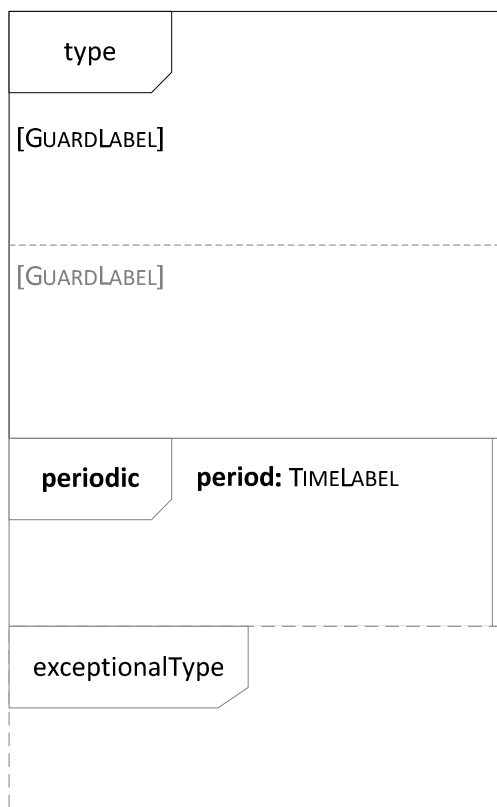 type
[GUARDLABEL]
[GUARDLABEL]
periodic period: TIMELABEL
exceptionalType